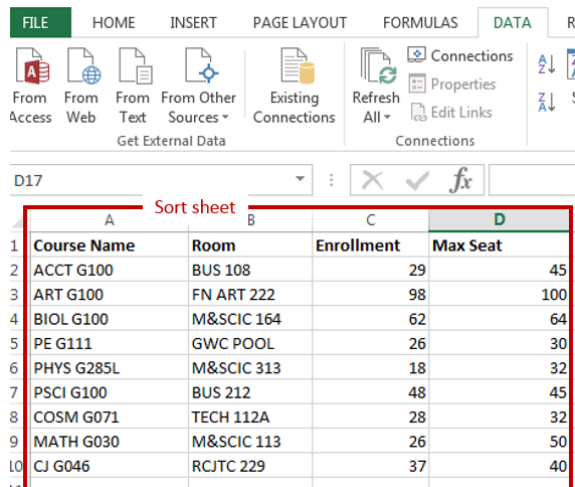 FILE HOME INSERT PAGE LAYOUT FORMULAS DATA R
From Access
From Web
From Text
From Other Sources
Existing Connections
Refresh All
Connections
Properties
Edit Links
A Z
Z A
Get External Data
Connections
D17
fx
Sort sheet
A B C D
1 Course Name Room Enrollment Max Seat
2 ACCT G100 BUS 108 29 45
3 ART G100 FN ART 222 98 100
4 BIOL G100 M&SCIC 164 62 64
5 PE G111 GWC POOL 26 30
6 PHYS G285L M&SCIC 313 18 32
7 PSCI G100 BUS 212 48 45
8 COSM G071 TECH 112A 28 32
9 MATH G030 M&SCIC 113 26 50
10 CJ G046 RCJTC 229 37 40